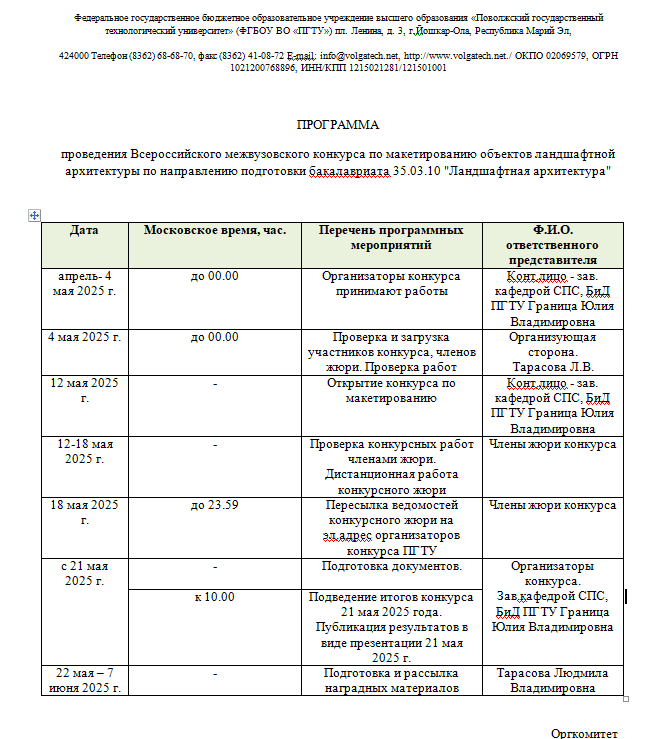 Федеральное государственное бюджетное образовательное учреждение высшего образования «Поволжский государственный
технологический университет» (ФГБОУ ВО «ПГТУ») пл. Ленина, д. 3, г.Йошкар-Ола, Республика Марий Эл,
424000 Телефон (8362) 68-68-70, факс (8362) 41-08-72 E-mail: info@volgatech.net, http://www.volgatech.net./ ОКПО 02069579, ОГРН
1021200768896, ИНН/КПП 1215021281/121501001
ПРОГРАММА
проведения Всероссийского межвузовского конкурса по макетированию объектов ландшафтной
архитектуры по направлению подготовки бакалавриата 35.03.10 "Ландшафтная архитектура"
Дата
Московское время, час.
Перечень программных
мероприятий
Ф.И.О.
ответственного
представителя
апрель- 4
мая 2025 г.
до 00.00
Организаторы конкурса
принимают работы
Конт.лицо - зав.
кафедрой СПС, БиД
ПГТУ Граница Юлия
Владимировна
4 мая 2025 г.
до 00.00
Проверка и загрузка
участников конкурса, членов
жюри. Проверка работ
Организующая
сторона.
Тарасова Л.В.
12 мая 2025
г.
-
Открытие конкурса по
макетированию
Конт.лицо - зав.
кафедрой СПС, БиД
ПГТУ Граница Юлия
Владимировна
12-18 мая
2025 г.
-
Проверка конкурсных работ
членами жюри.
Дистанционная работа
конкурсного жюри
Члены жюри конкурса
18 мая 2025
г.
до 23.59
Пересылка ведомостей
конкурсного жюри на
эл.адрес организаторов
конкурса ПГТУ
Члены жюри конкурса
с 21 мая
2025 г.
-
Подготовка документов.
Организаторы
конкурса.
Зав.кафедрой СПС,
БиД ПГТУ Граница
Юлия Владимировна
к 10.00
Подведение итогов конкурса
21 мая 2025 года.
Публикация результатов в
виде презентации 21 мая
2025 г.
22 мая – 7
июня 2025 г.
-
Подготовка и рассылка
наградных материалов
Тарасова Людмила
Владимировна
Оргкомитет